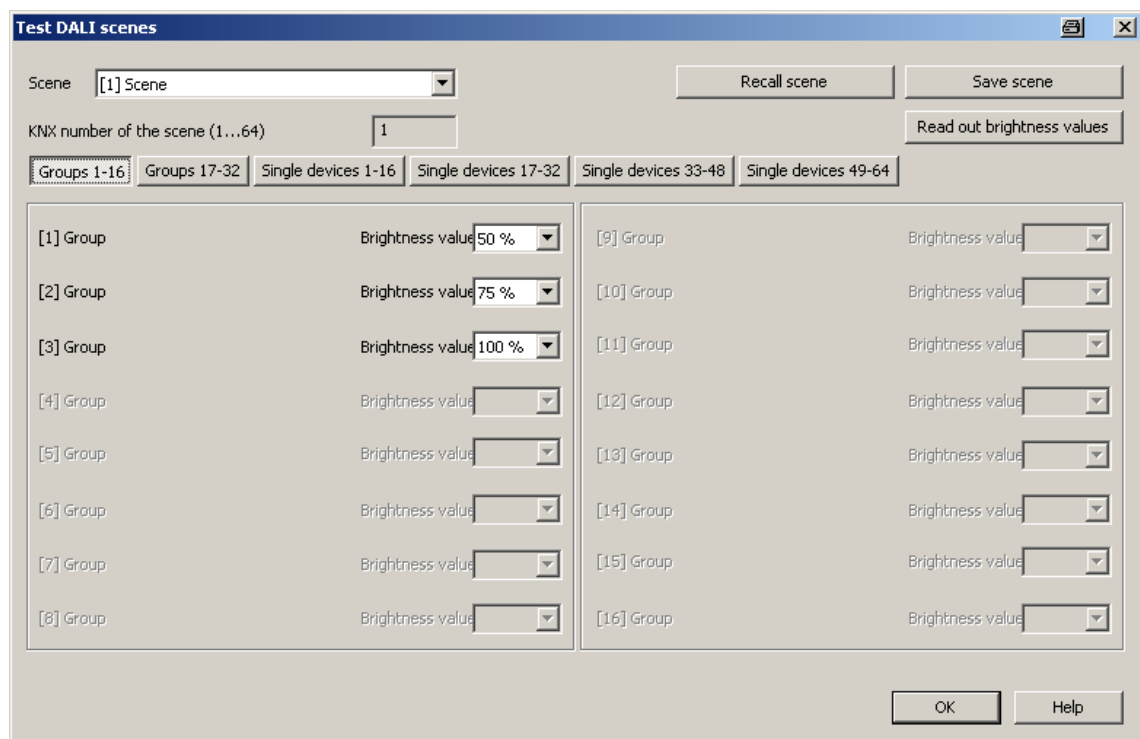 Test DALI scenes
Scene [1] Scene Recall scene Save scene
KNX number of the scene (1...64) 1 Read out brightness values
Groups 1-16 Groups 17-32 Single devices 1-16 Single devices 17-32 Single devices 33-48 Single devices 49-64
[1] Group Brightness value 50 % [9] Group Brightness value
[2] Group Brightness value 75 % [10] Group Brightness value
[3] Group Brightness value 100 % [11] Group Brightness value
[4] Group Brightness value [12] Group Brightness value
[5] Group Brightness value [13] Group Brightness value
[6] Group Brightness value [14] Group Brightness value
[7] Group Brightness value [15] Group Brightness value
[8] Group Brightness value [16] Group Brightness value
OK Help